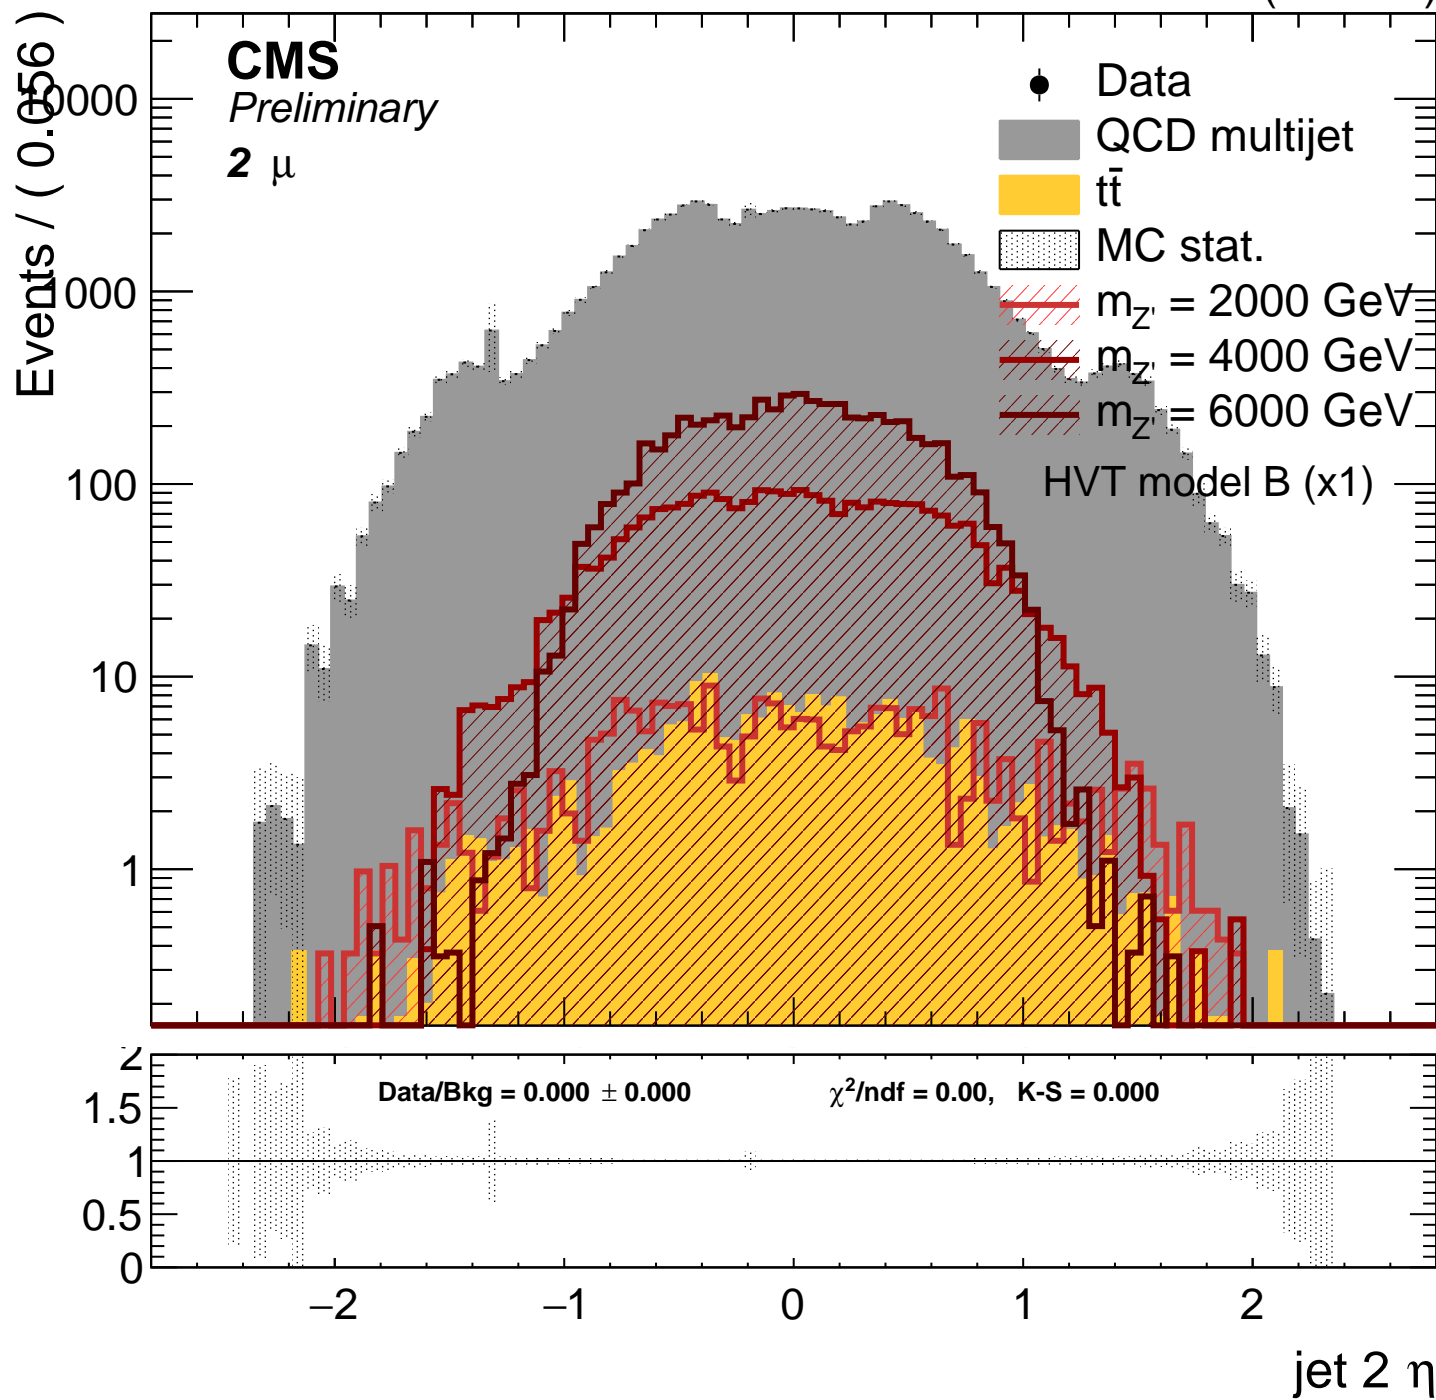 CMS
Preliminary
2 μ
Data
QCD multijet
tt̄
MC stat.
m_Z' = 2000 GeV
m_Z' = 4000 GeV
m_Z' = 6000 GeV
HVT model B (x1)
Events / ( 0.056 )
10000
1000
100
10
1
Data/Bkg = 0.000 ± 0.000 χ²/ndf = 0.00, K-S = 0.000
2
1.5
1
0.5
0
−2 −1 0 1 2
jet 2 η